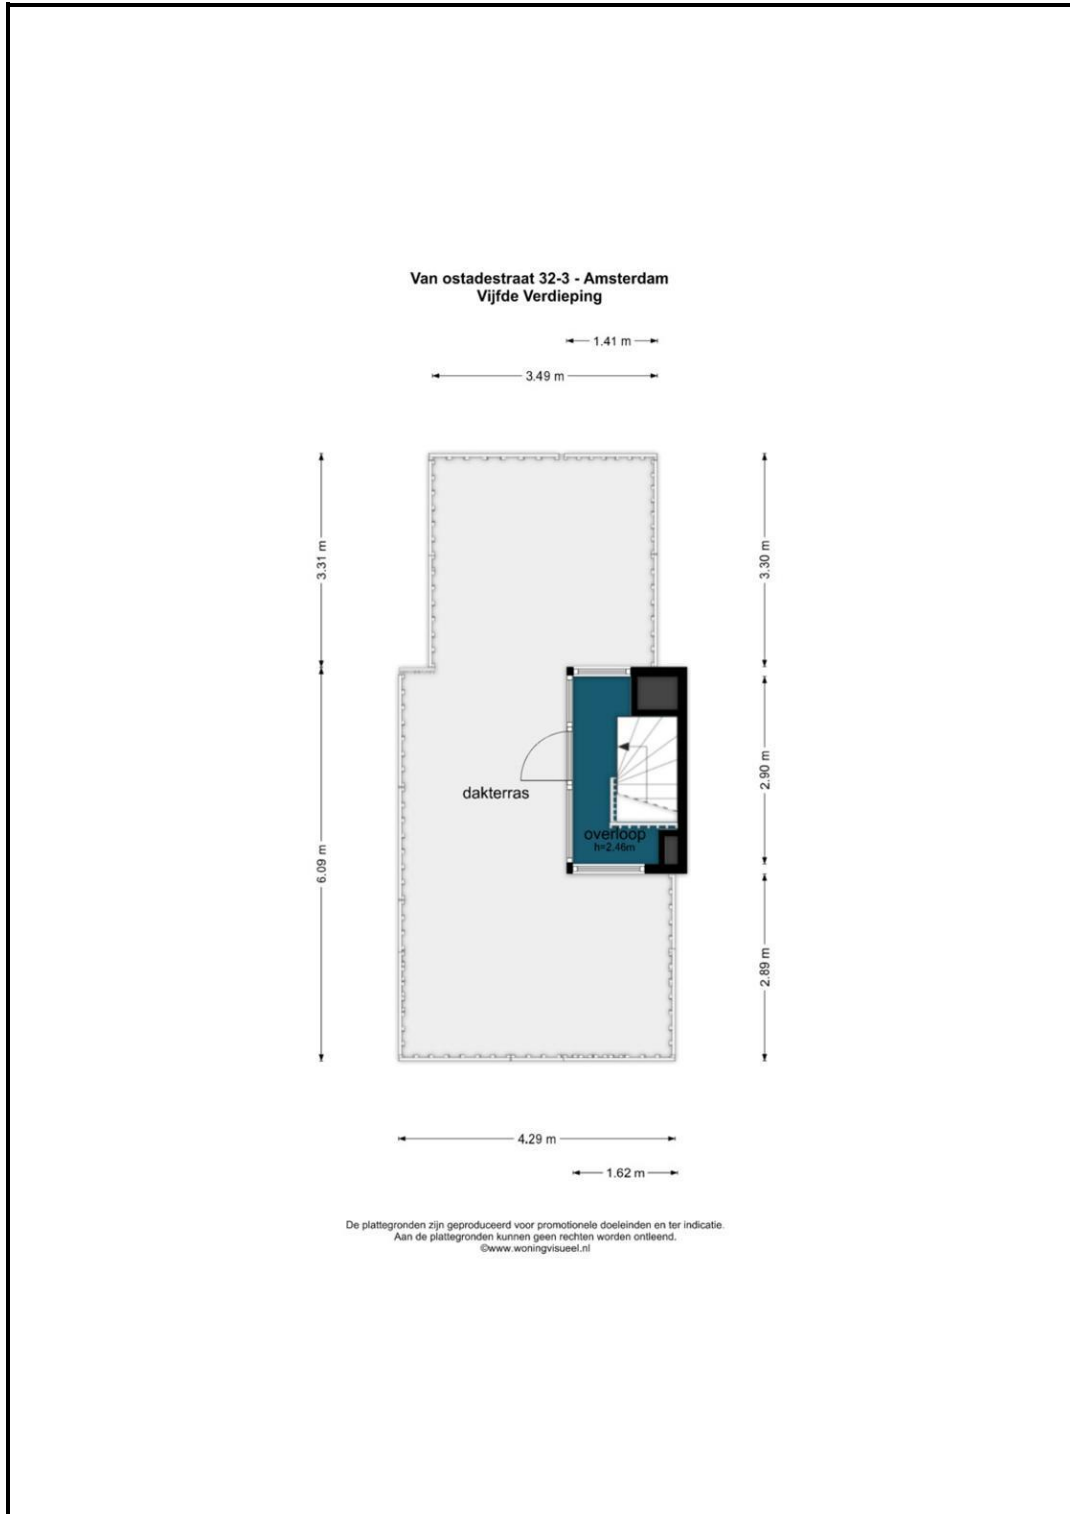 Van ostadestraat 32-3 - Amsterdam
Vijfde Verdieping
1.41 m
3.49 m
3.31 m
3.30 m
2.90 m
dakterras
overloop
h=2.46m
6.09 m
2.89 m
4.29 m
1.62 m
De plattegronden zijn geproduceerd voor promotionele doeleinden en ter indicatie.
Aan de plattegronden kunnen geen rechten worden ontleend.
©www.woningvisueel.nl